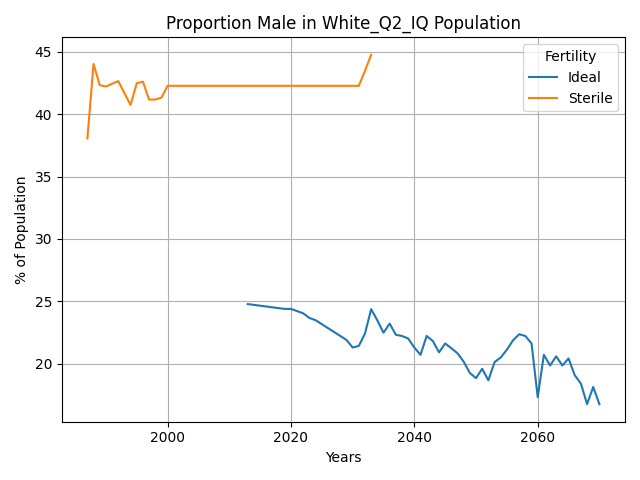 Proportion Male in White_Q2_IQ Population
Fertility
Ideal
Sterile
% of Population
45
40
35
30
25
20
2000
2020
2040
2060
Years